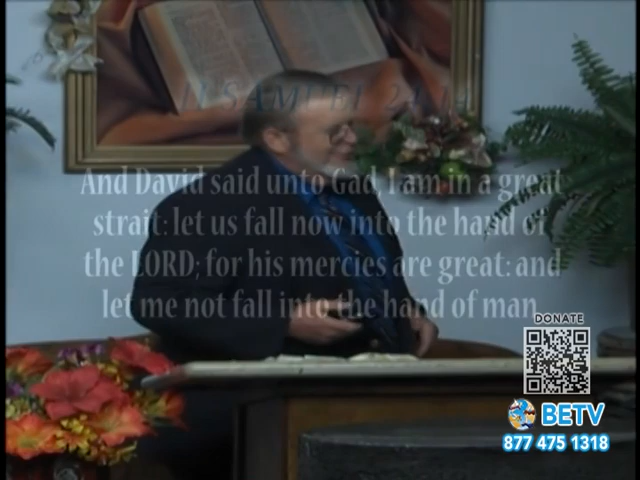 II SAMUEL 24:14
And David said unto Gad, I am in a great
strait: let us fall now into the hand of
the LORD; for his mercies are great: and
let me not fall into the hand of man.
DONATE
BETV
877 475 1318